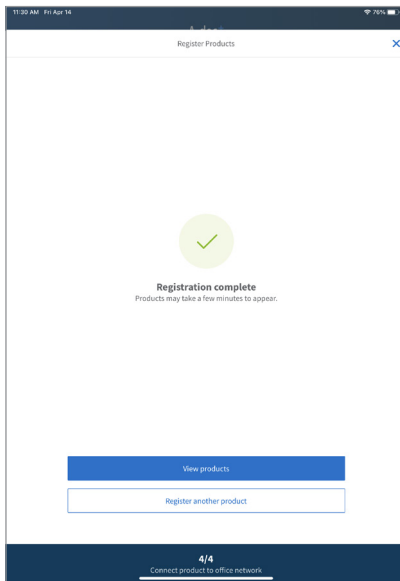 11:30 AM Fri Apr 14
76%
Register Products
Registration complete
Products may take a few minutes to appear.
View products
Register another product
4/4
Connect product to office network